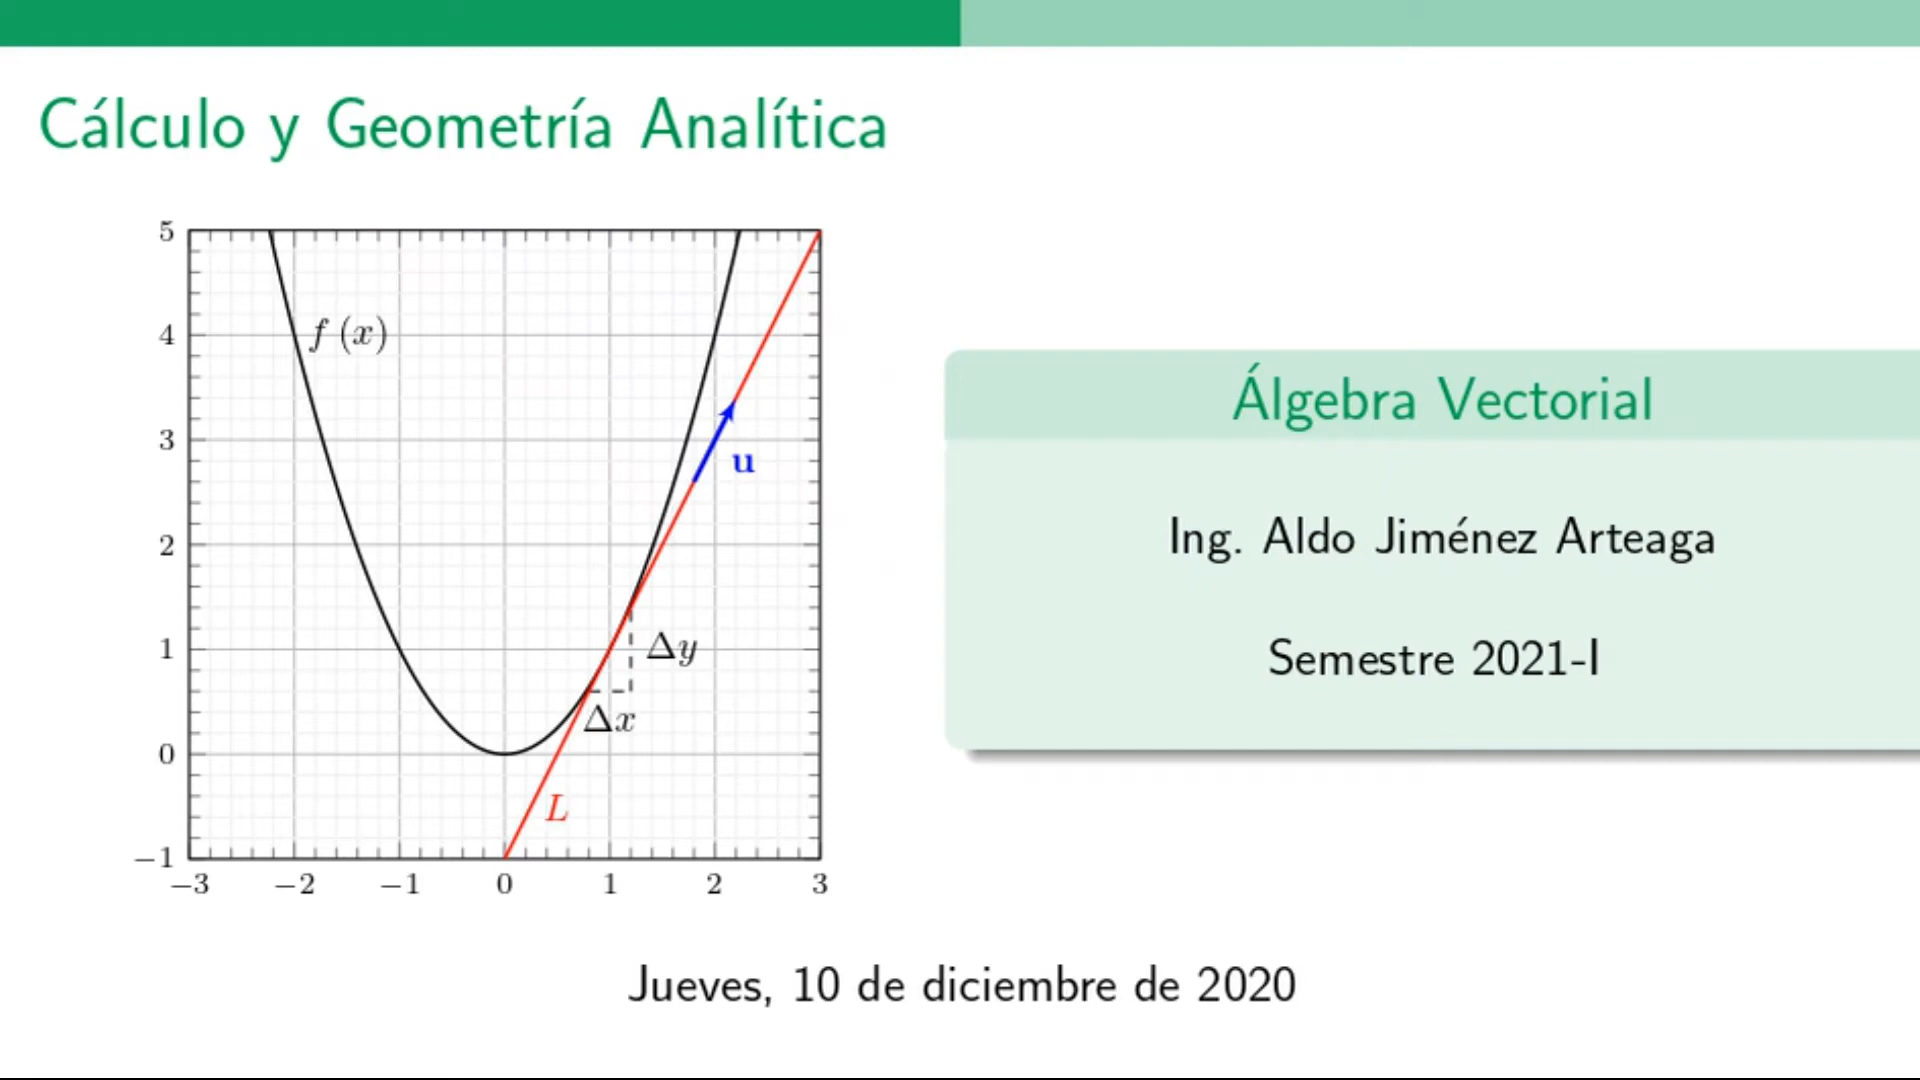 Cálculo y Geometría Analítica
5
4
3
2
1
0
−1
−3 −2 −1 0 1 2 3
f (x)
u
Δy
Δx
L
Álgebra Vectorial
Ing. Aldo Jiménez Arteaga
Semestre 2021-I
Jueves, 10 de diciembre de 2020